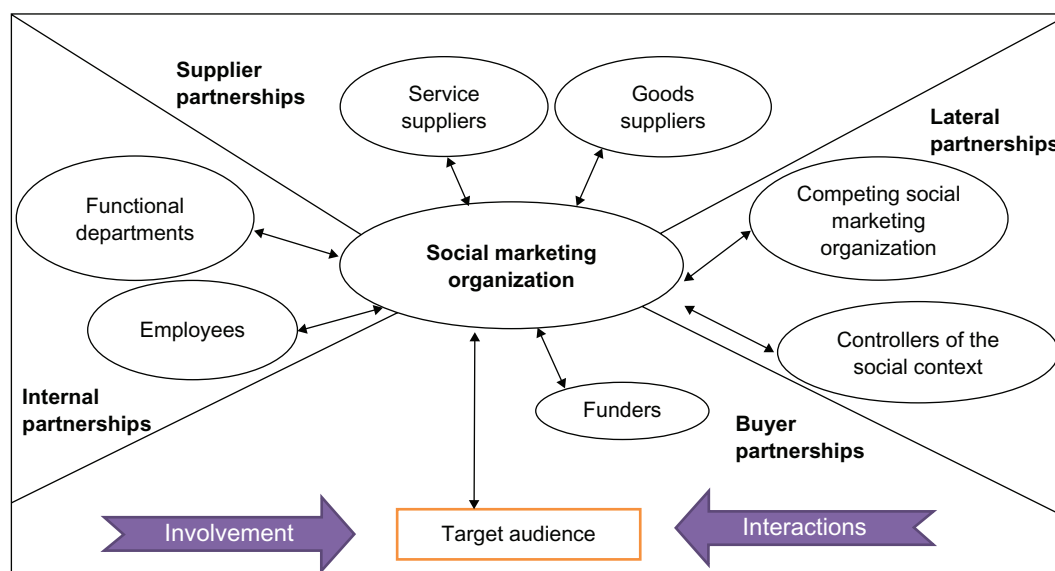 Supplier
partnerships
Service
suppliers
Goods
suppliers
Lateral
partnerships
Functional
departments
Social marketing
organization
Competing social
marketing
organization
Employees
Controllers of the
social context
Internal
partnerships
Funders
Buyer
partnerships
Involvement
Target audience
Interactions